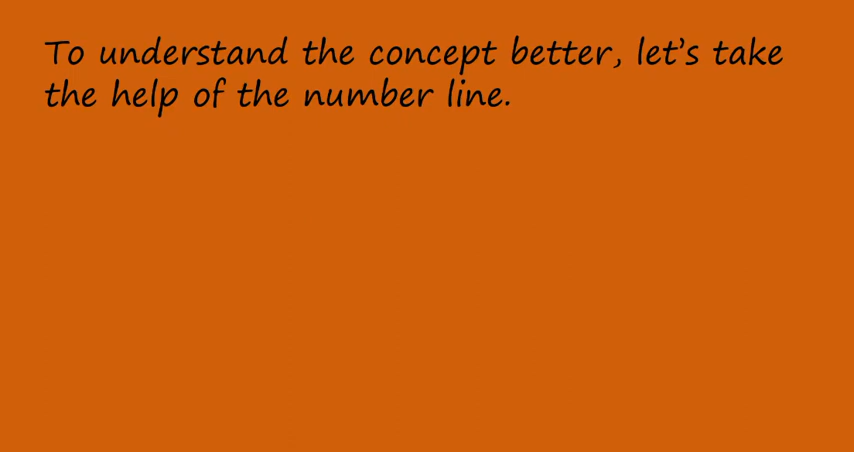 To understand the concept better, let’s take
the help of the number line.